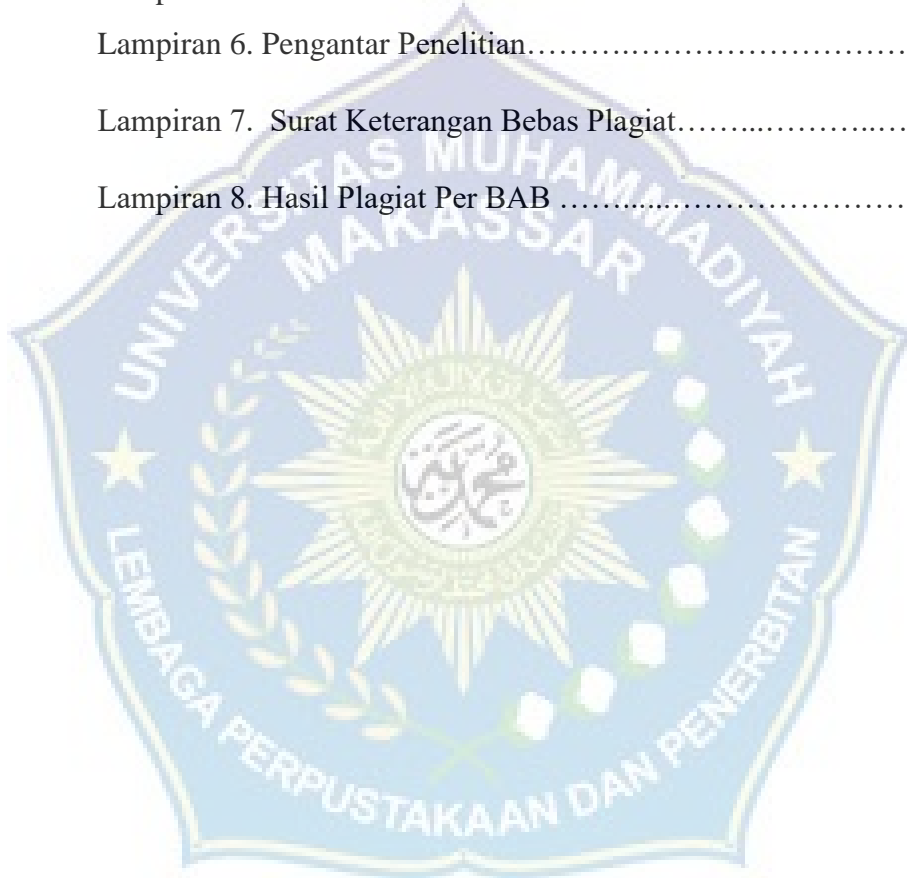 Lampiran 6. Pengantar Penelitian……….………………………
Lampiran 7.  Surat Keterangan Bebas Plagiat……..………..…
Lampiran 8. Hasil Plagiat Per BAB ……......……………………
UNIVERSITAS MUHAMMADIYAH
MAKASSAR
LEMBAGA PERPUSTAKAAN DAN PENERBITAN